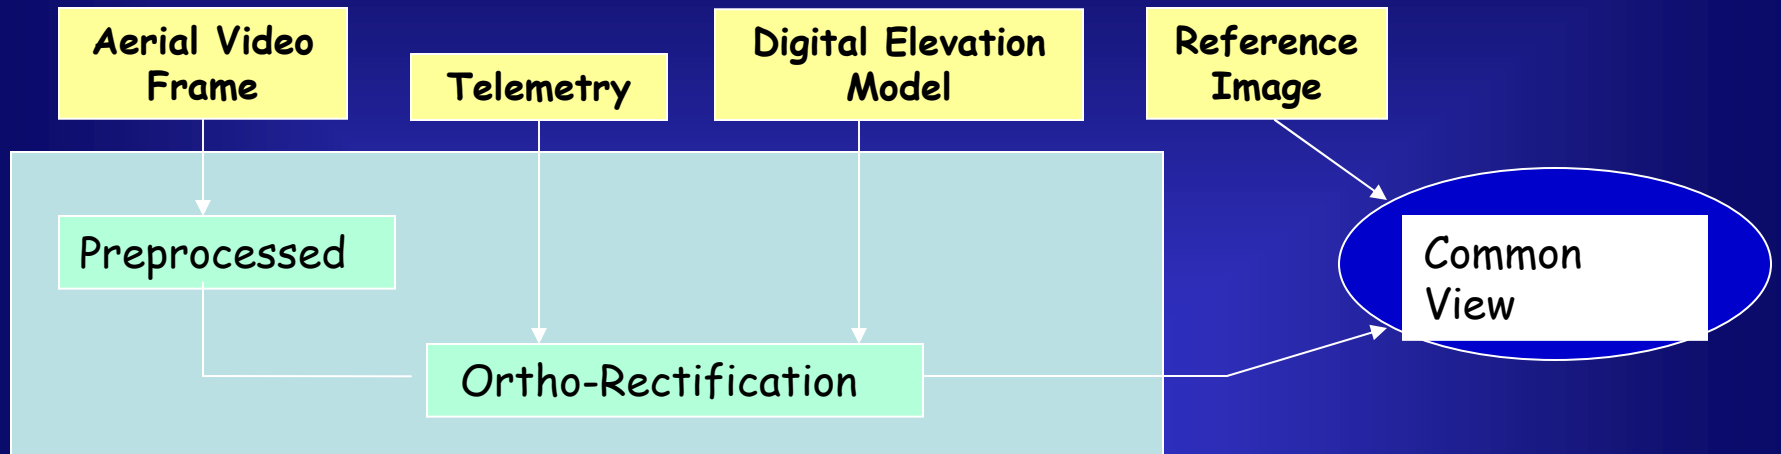 Aerial Video
Frame
Telemetry
Digital Elevation
Model
Reference
Image
Preprocessed
Common
View
Ortho-Rectification